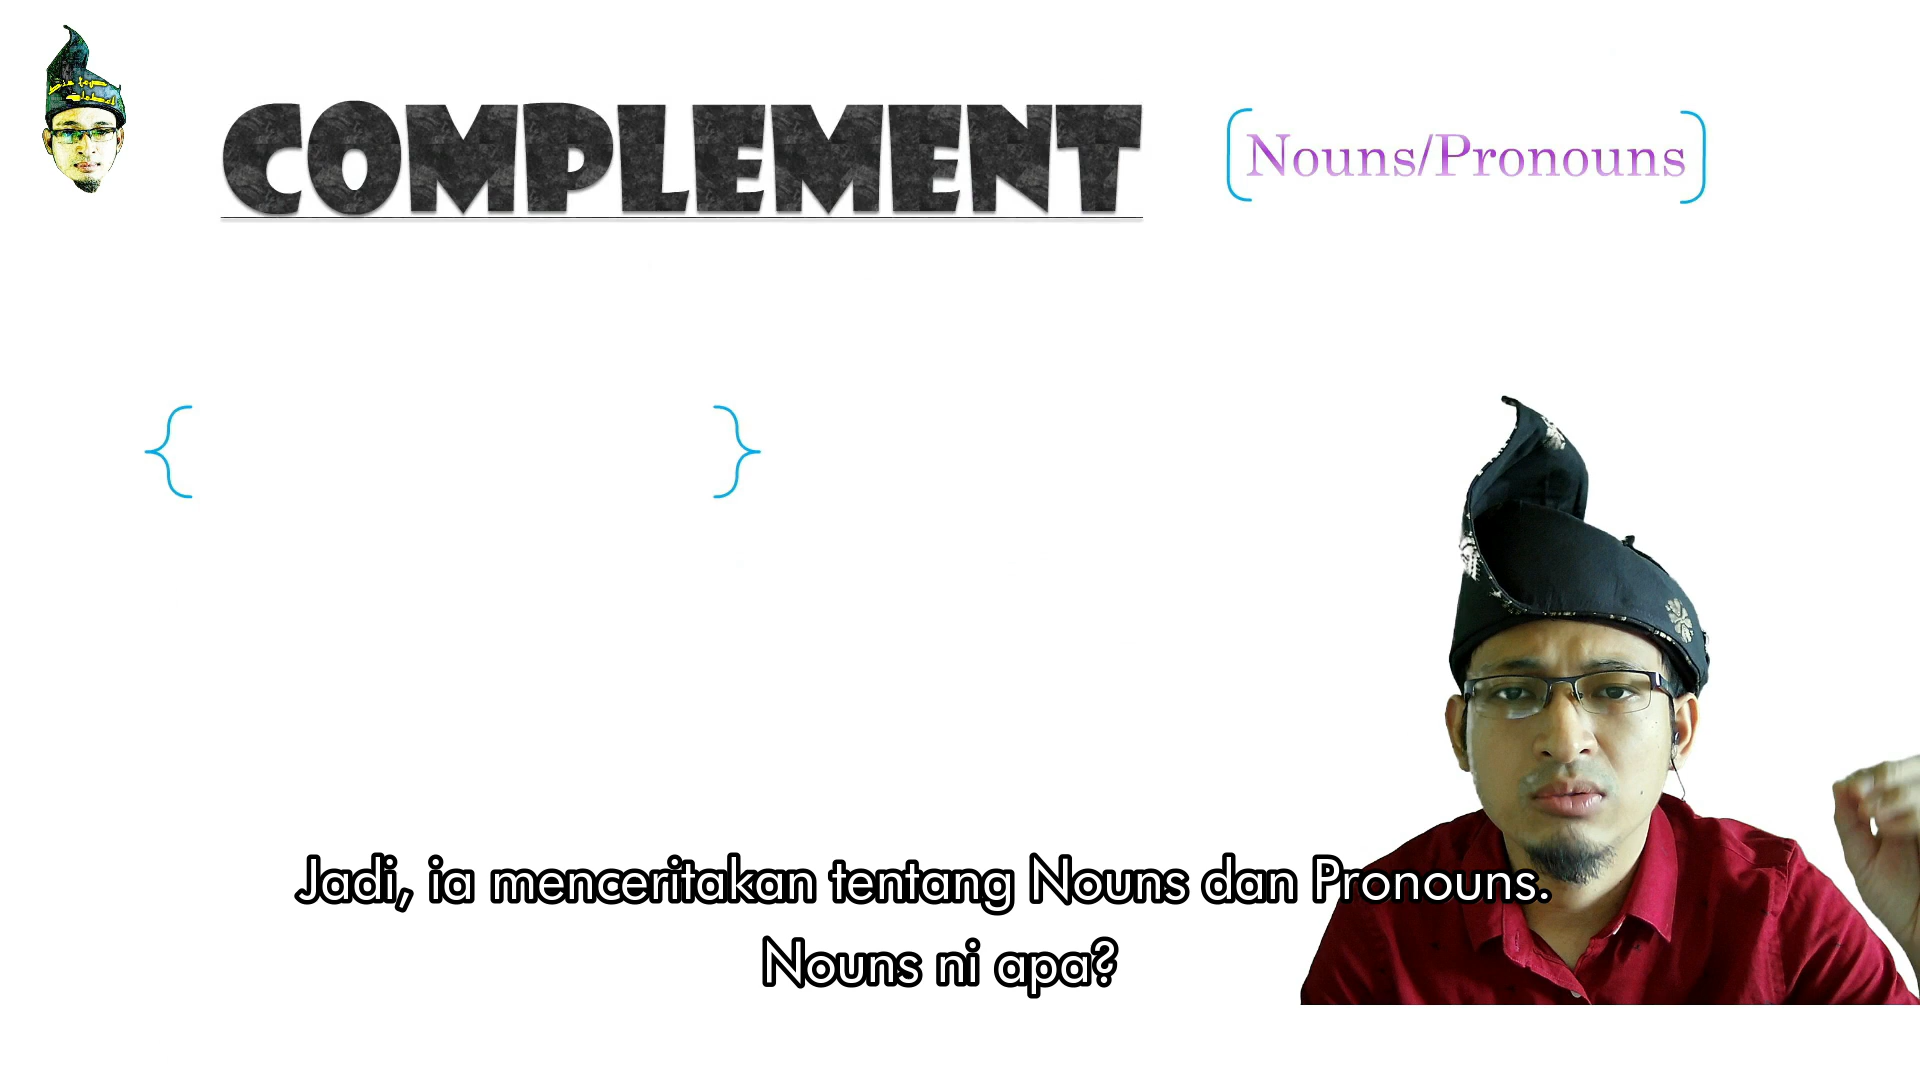 COMPLEMENT
Nouns/Pronouns
Jadi, ia menceritakan tentang Nouns dan Pronouns.
Nouns ni apa?